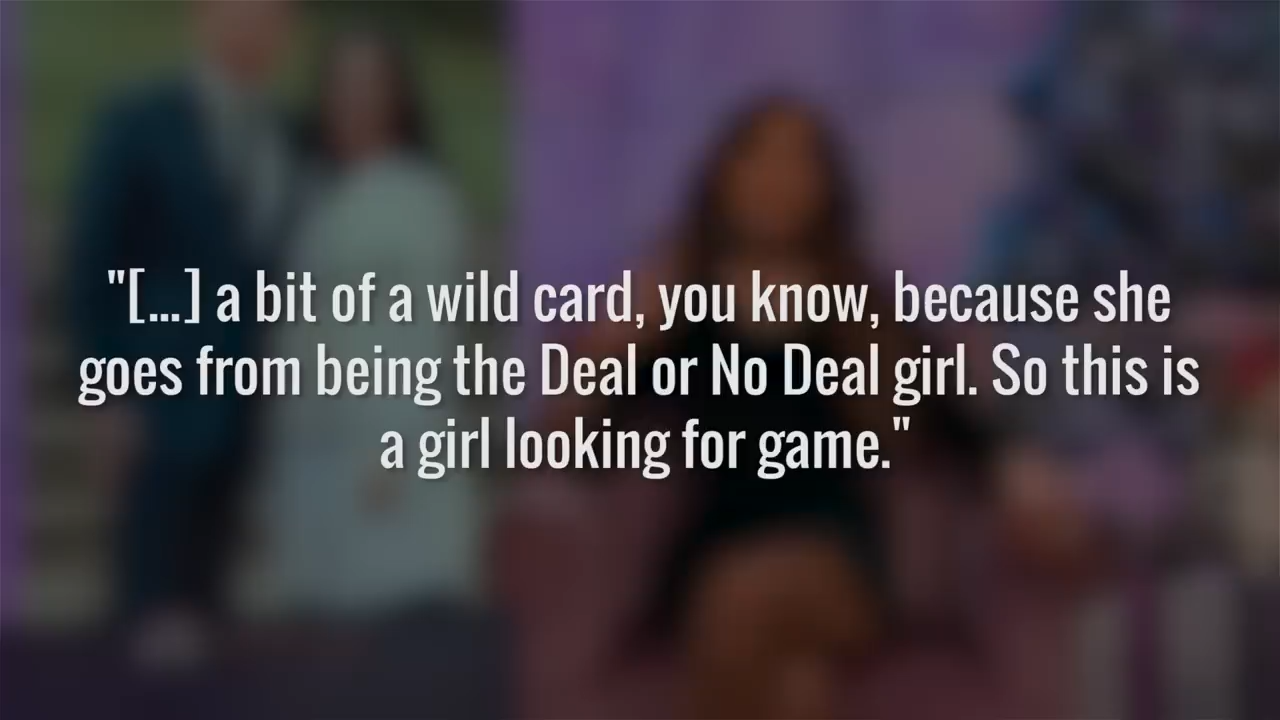 "[...] a bit of a wild card, you know, because she
goes from being the Deal or No Deal girl. So this is
a girl looking for game."